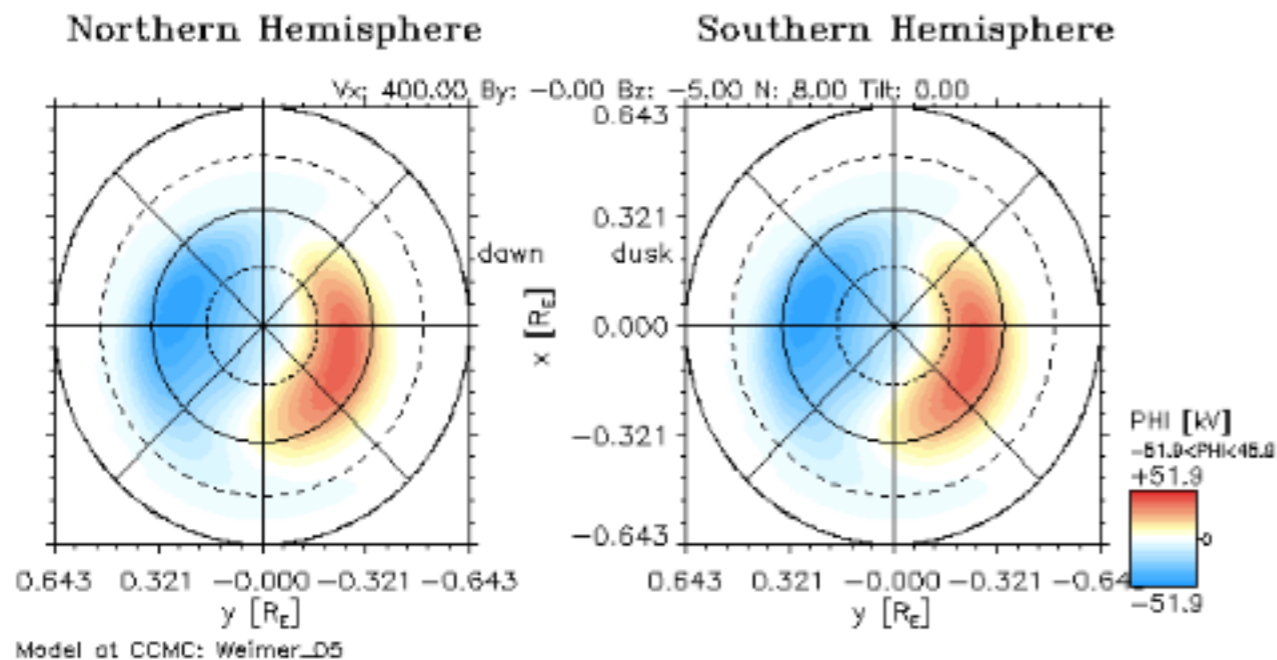 Northern Hemisphere
Southern Hemisphere
Vx: 400.00 By: -0.00 Bz: -5.00 N: 8.00 Tilt: 0.00
0.643
0.321
dawn
dusk
x [RE]
0.000
-0.321
-0.643
0.643 0.321 -0.000 -0.321 -0.643
y [RE]
0.643 0.321 -0.000 -0.321 -0.64
y [RE]
PHI [kV]
+51.9
0
-51.9
Model at CCMC: Weimer_05